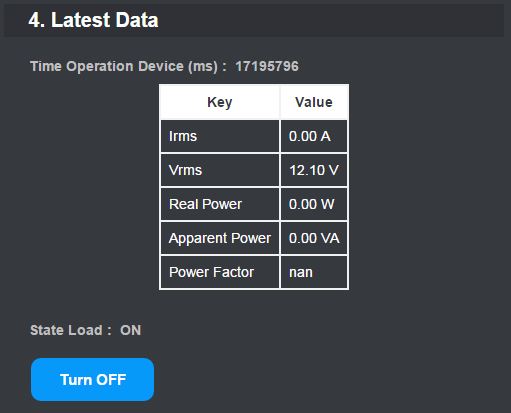 4. Latest Data
Time Operation Device (ms) : 17195796
Key Value
Irms 0.00 A
Vrms 12.10 V
Real Power 0.00 W
Apparent Power 0.00 VA
Power Factor nan
State Load : ON
Turn OFF